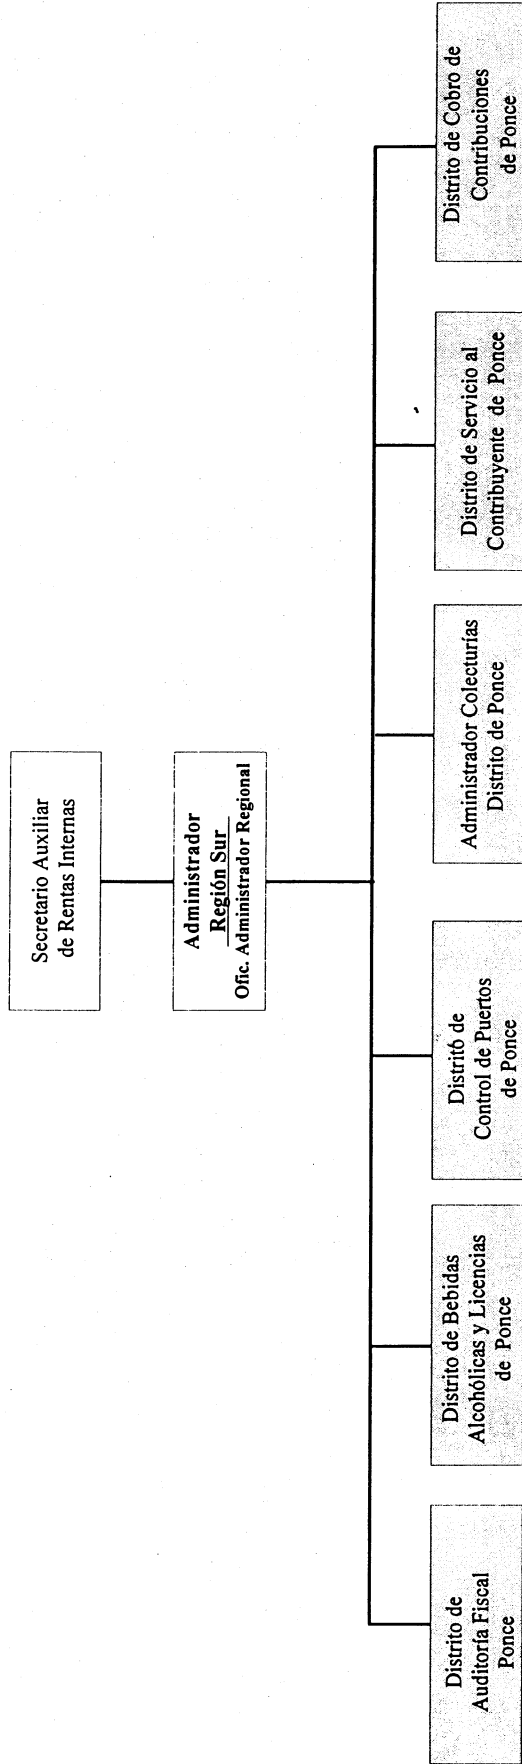 Secretario Auxiliar
de Rentas Internas
Administrador
Región Sur
Ofic. Administrador Regional
Distrito de
Auditoría Fiscal
Ponce
Distrito de Bebidas
Alcohólicas y Licencias
de Ponce
Distrito de
Control de Puertos
de Ponce
Administrador Colecturías
Distrito de Ponce
Distrito de Servicio al
Contribuyente de Ponce
Distrito de Cobro de
Contribuciones
de Ponce